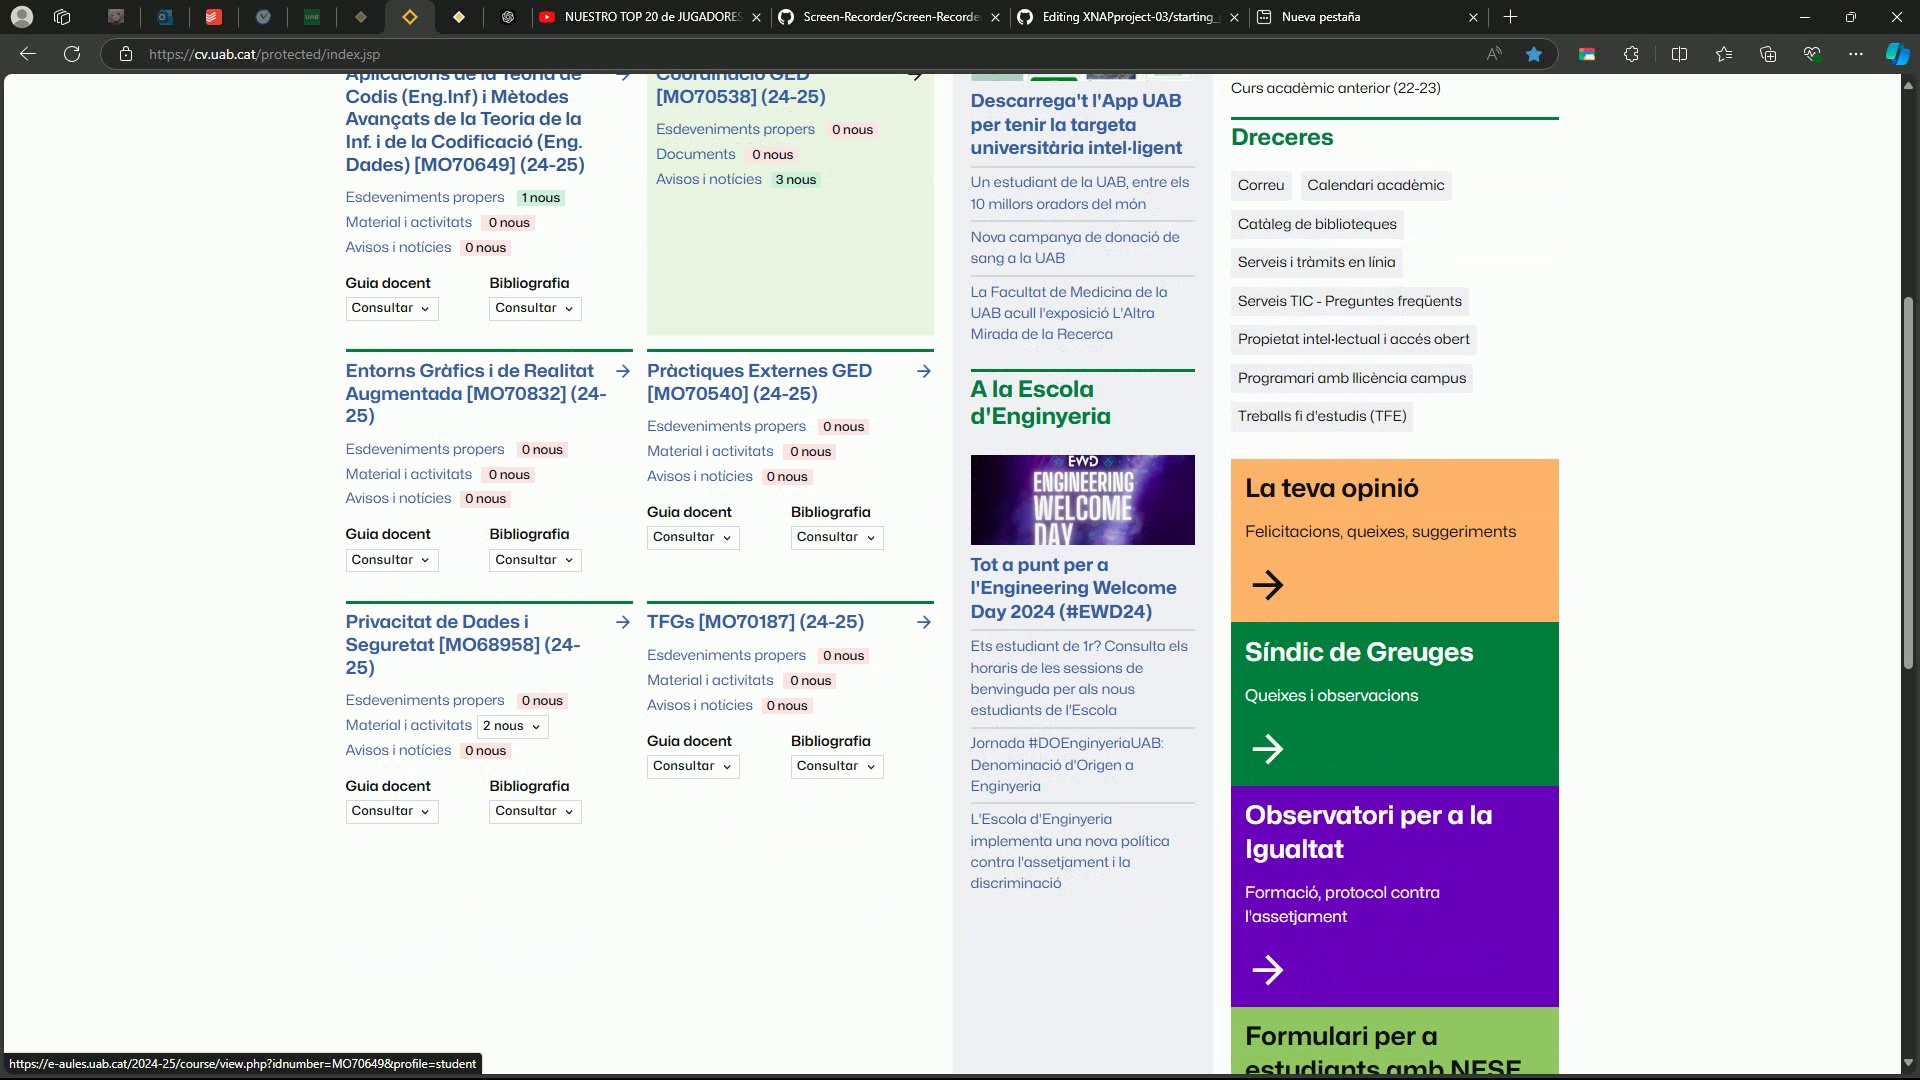 NUESTRO TOP 20 de JUGADORES
Screen-Recorder/Screen-Recorde
Editing XNAPproject-03/starting_
Nueva pestaña
https://cv.uab.cat/protected/index.jsp
Aplicacions de la Teoria de
Codis (Eng.Inf) i Mètodes
Avançats de la Teoria de la
Inf. i de la Codificació (Eng.
Dades) [MO70649] (24-25)
Esdeveniments propers 1 nous
Material i activitats 0 nous
Avisos i notícies 0 nous
Guia docent Bibliografia
Consultar Consultar
Coordinació GED
[MO70538] (24-25)
Esdeveniments propers 0 nous
Documents 0 nous
Avisos i notícies 3 nous
Entorns Gràfics i de Realitat
Augmentada [MO70832] (24-
25)
Esdeveniments propers 0 nous
Material i activitats 0 nous
Avisos i notícies 0 nous
Guia docent Bibliografia
Consultar Consultar
Pràctiques Externes GED
[MO70540] (24-25)
Esdeveniments propers 0 nous
Material i activitats 0 nous
Avisos i notícies 0 nous
Guia docent Bibliografia
Consultar Consultar
Privacitat de Dades i
Seguretat [MO68958] (24-
25)
Esdeveniments propers 0 nous
Material i activitats 2 nous
Avisos i notícies 0 nous
Guia docent Bibliografia
Consultar Consultar
TFGs [MO70187] (24-25)
Esdeveniments propers 0 nous
Material i activitats 0 nous
Avisos i notícies 0 nous
Guia docent Bibliografia
Consultar Consultar
Descarrega't l'App UAB
per tenir la targeta
universitària intel·ligent
Un estudiant de la UAB, entre els
10 millors oradors del món
Nova campanya de donació de
sang a la UAB
La Facultat de Medicina de la
UAB acull l'exposició L'Altra
Mirada de la Recerca
A la Escola
d'Enginyeria
EWD
ENGINEERING
WELCOME
DAY
Tot a punt per a
l'Engineering Welcome
Day 2024 (#EWD24)
Ets estudiant de 1r? Consulta els
horaris de les sessions de
benvinguda per als nous
estudiants de l'Escola
Jornada #DOEnginyeriaUAB:
Denominació d'Origen a
Enginyeria
L'Escola d'Enginyeria
implementa una nova política
contra l'assetjament i la
discriminació
Curs acadèmic anterior (22-23)
Dreceres
Correu Calendari acadèmic
Catàleg de biblioteques
Serveis i tràmits en línia
Serveis TIC - Preguntes freqüents
Propietat intel·lectual i accés obert
Programari amb llicència campus
Treballs fi d'estudis (TFE)
La teva opinió
Felicitacions, queixes, suggeriments
Síndic de Greuges
Queixes i observacions
Observatori per a la
Igualtat
Formació, protocol contra
l'assetjament
Formulari per a
estudiants amb NESE
https://e-aules.uab.cat/2024-25/course/view.php?idnumber=MO70649&profile=student